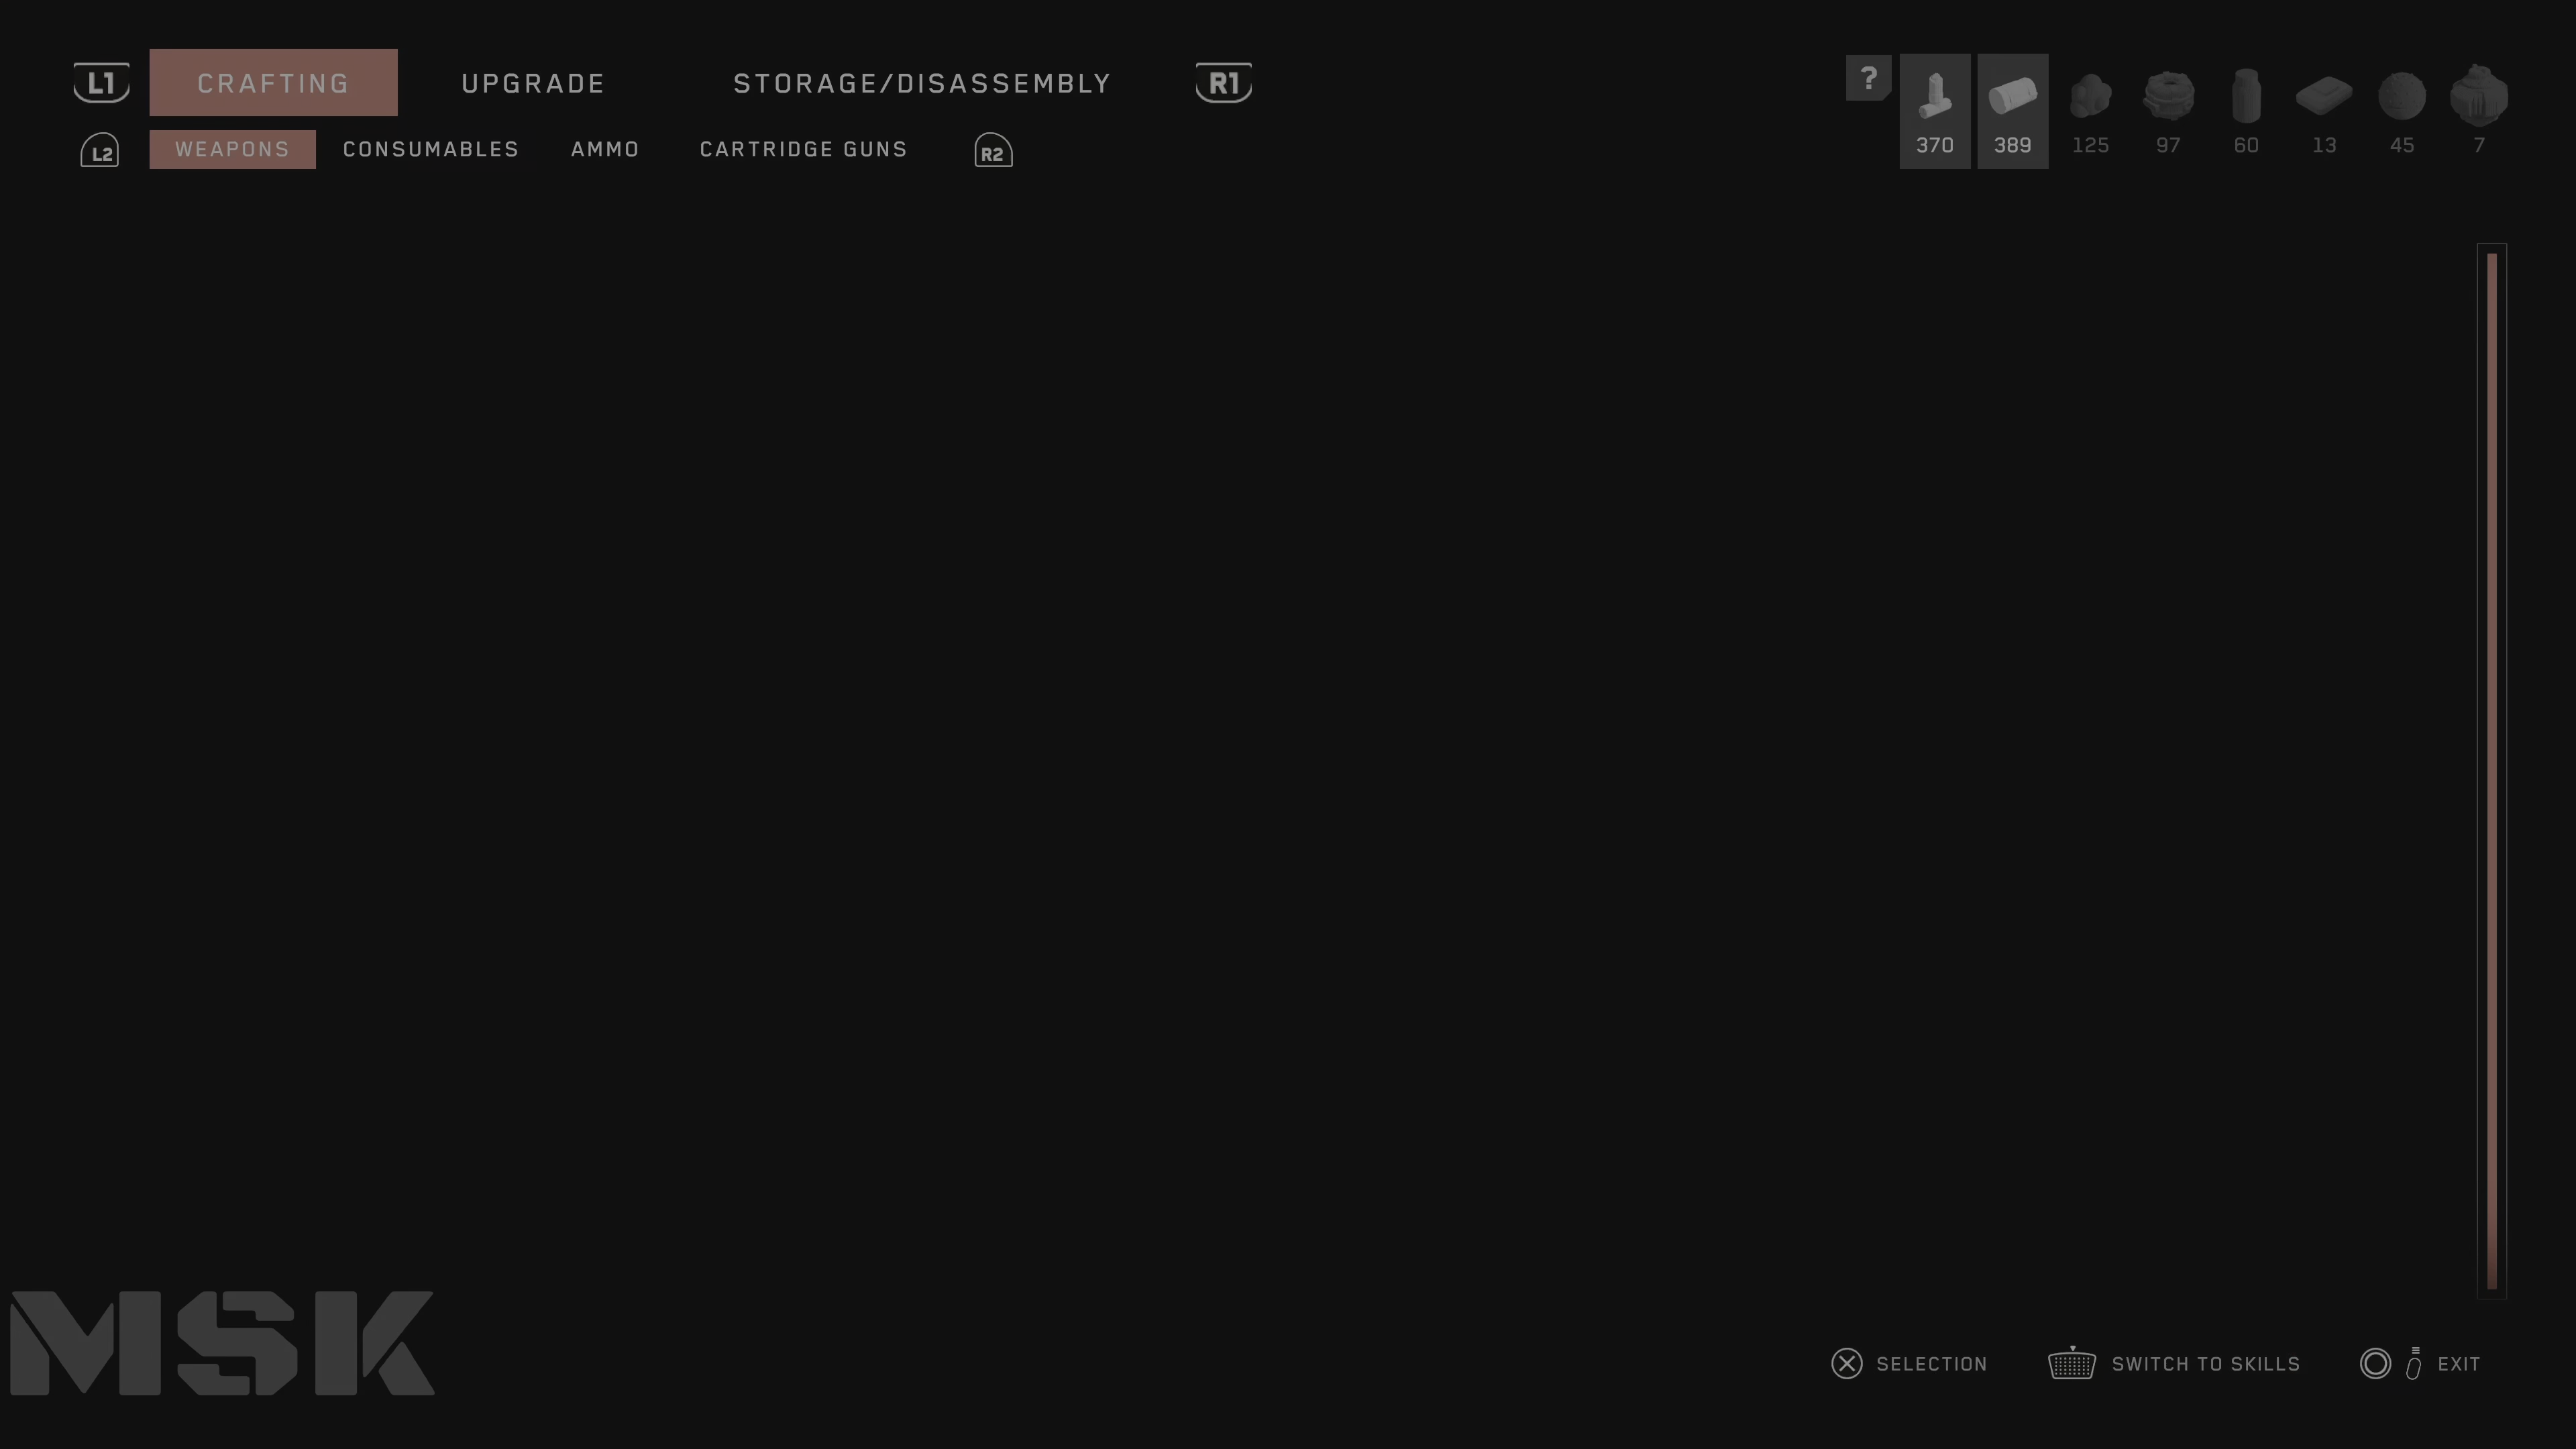 L1 CRAFTING UPGRADE STORAGE/DISASSEMBLY R1 ?
L2 WEAPONS CONSUMABLES AMMO CARTRIDGE GUNS R2
370 389 125 97 60 13 45 7
MSK
SELECTION SWITCH TO SKILLS EXIT